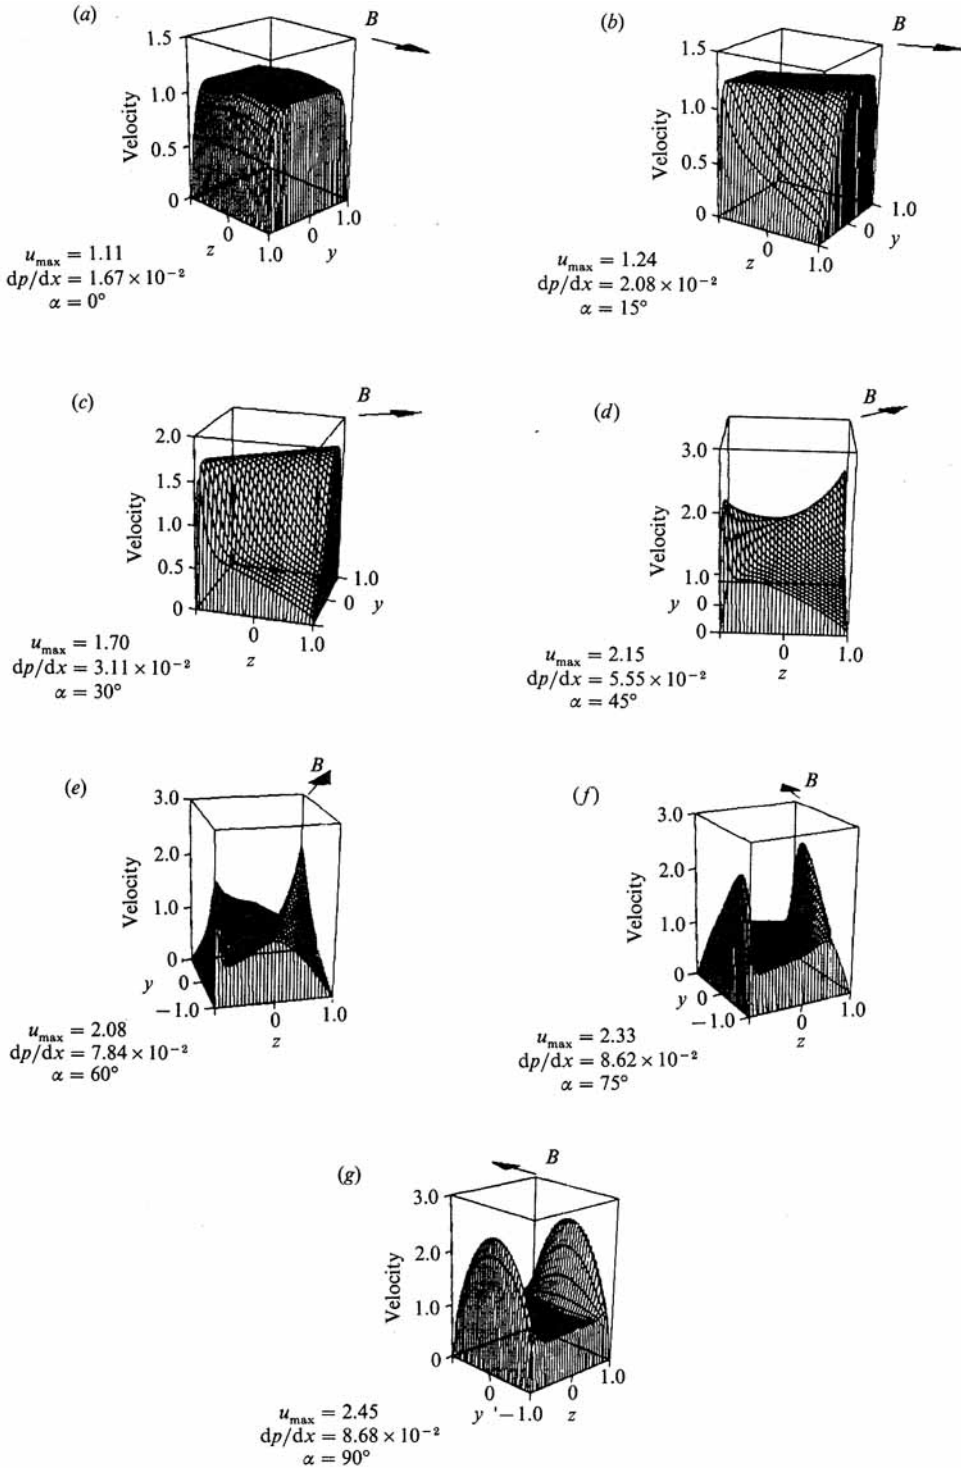 (a)
B
1.5
1.0
0.5
0
Velocity
z
0
1.0
0
y
1.0
u_max = 1.11
dp/dx = 1.67 × 10⁻²
α = 0°
(b)
B
1.5
1.0
0.5
0
Velocity
z
0
1.0
y
0
1.0
u_max = 1.24
dp/dx = 2.08 × 10⁻²
α = 15°
(c)
B
2.0
1.5
1.0
0.5
0
Velocity
0
z
1.0
0
y
1.0
u_max = 1.70
dp/dx = 3.11 × 10⁻²
α = 30°
(d)
B
3.0
2.0
1.0
y 0
0
Velocity
0
z
1.0
u_max = 2.15
dp/dx = 5.55 × 10⁻²
α = 45°
(e)
B
3.0
2.0
1.0
0
Velocity
y 0
−1.0
0
z
1.0
u_max = 2.08
dp/dx = 7.84 × 10⁻²
α = 60°
(f)
B
3.0
2.0
1.0
0
Velocity
y 0
−1.0
0
z
1.0
u_max = 2.33
dp/dx = 8.62 × 10⁻²
α = 75°
(g)
B
3.0
2.0
1.0
0
Velocity
0
y
−1.0
0
z
1.0
u_max = 2.45
dp/dx = 8.68 × 10⁻²
α = 90°